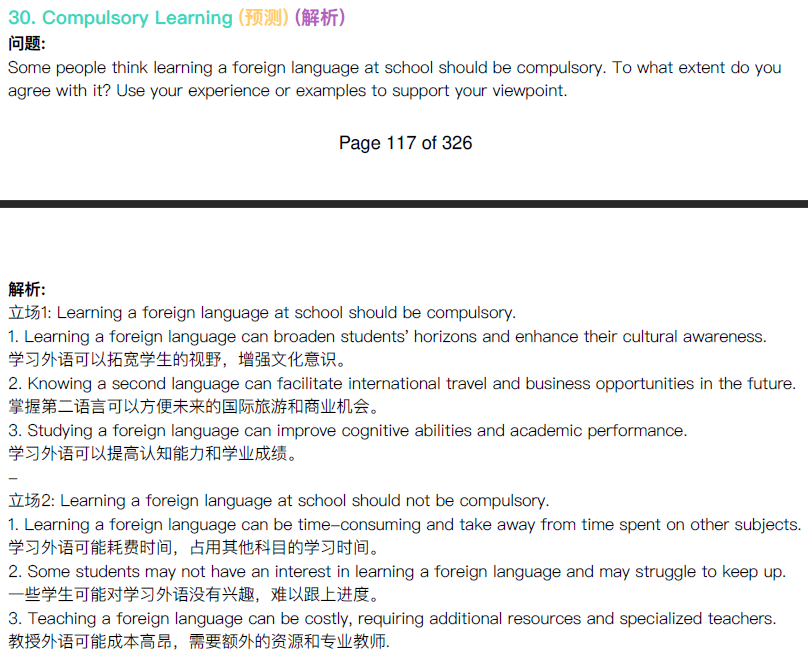 30. Compulsory Learning (预测) (解析)
问题:
Some people think learning a foreign language at school should be compulsory. To what extent do you
agree with it? Use your experience or examples to support your viewpoint.
Page 117 of 326
解析:
立场1: Learning a foreign language at school should be compulsory.
1. Learning a foreign language can broaden students’ horizons and enhance their cultural awareness.
学习外语可以拓宽学生的视野，增强文化意识。
2. Knowing a second language can facilitate international travel and business opportunities in the future.
掌握第二语言可以方便未来的国际旅游和商业机会。
3. Studying a foreign language can improve cognitive abilities and academic performance.
学习外语可以提高认知能力和学业成绩。
–
立场2: Learning a foreign language at school should not be compulsory.
1. Learning a foreign language can be time–consuming and take away from time spent on other subjects.
学习外语可能耗费时间，占用其他科目的学习时间。
2. Some students may not have an interest in learning a foreign language and may struggle to keep up.
一些学生可能对学习外语没有兴趣，难以跟上进度。
3. Teaching a foreign language can be costly, requiring additional resources and specialized teachers.
教授外语可能成本高昂，需要额外的资源和专业教师.